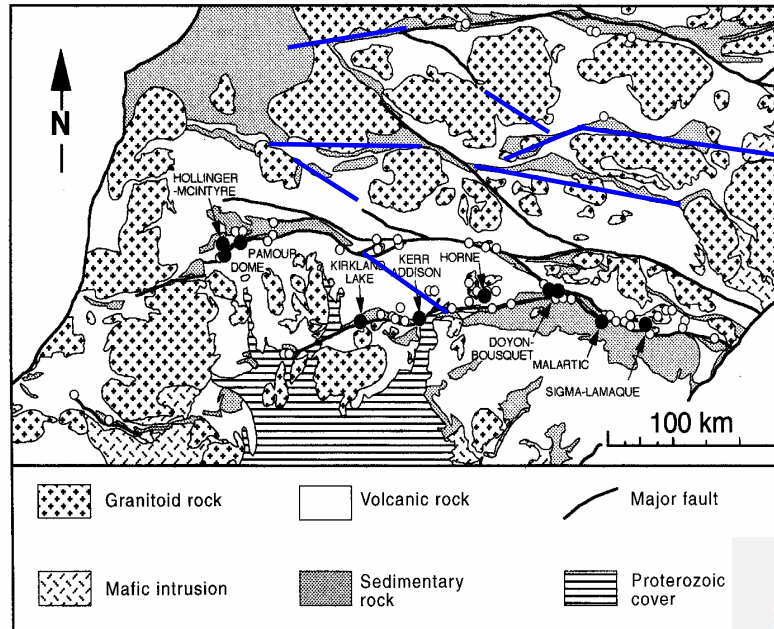 N
HOLLINGER
-MCINTYRE
PAMOUR
DOME
KIRKLAND
LAKE
KERR
ADDISON
HORNE
DOYON-
BOUSQUET
MALARTIC
SIGMA-LAMAQUE
100 km
Granitoid rock
Volcanic rock
Major fault
Mafic intrusion
Sedimentary
rock
Proterozoic
cover